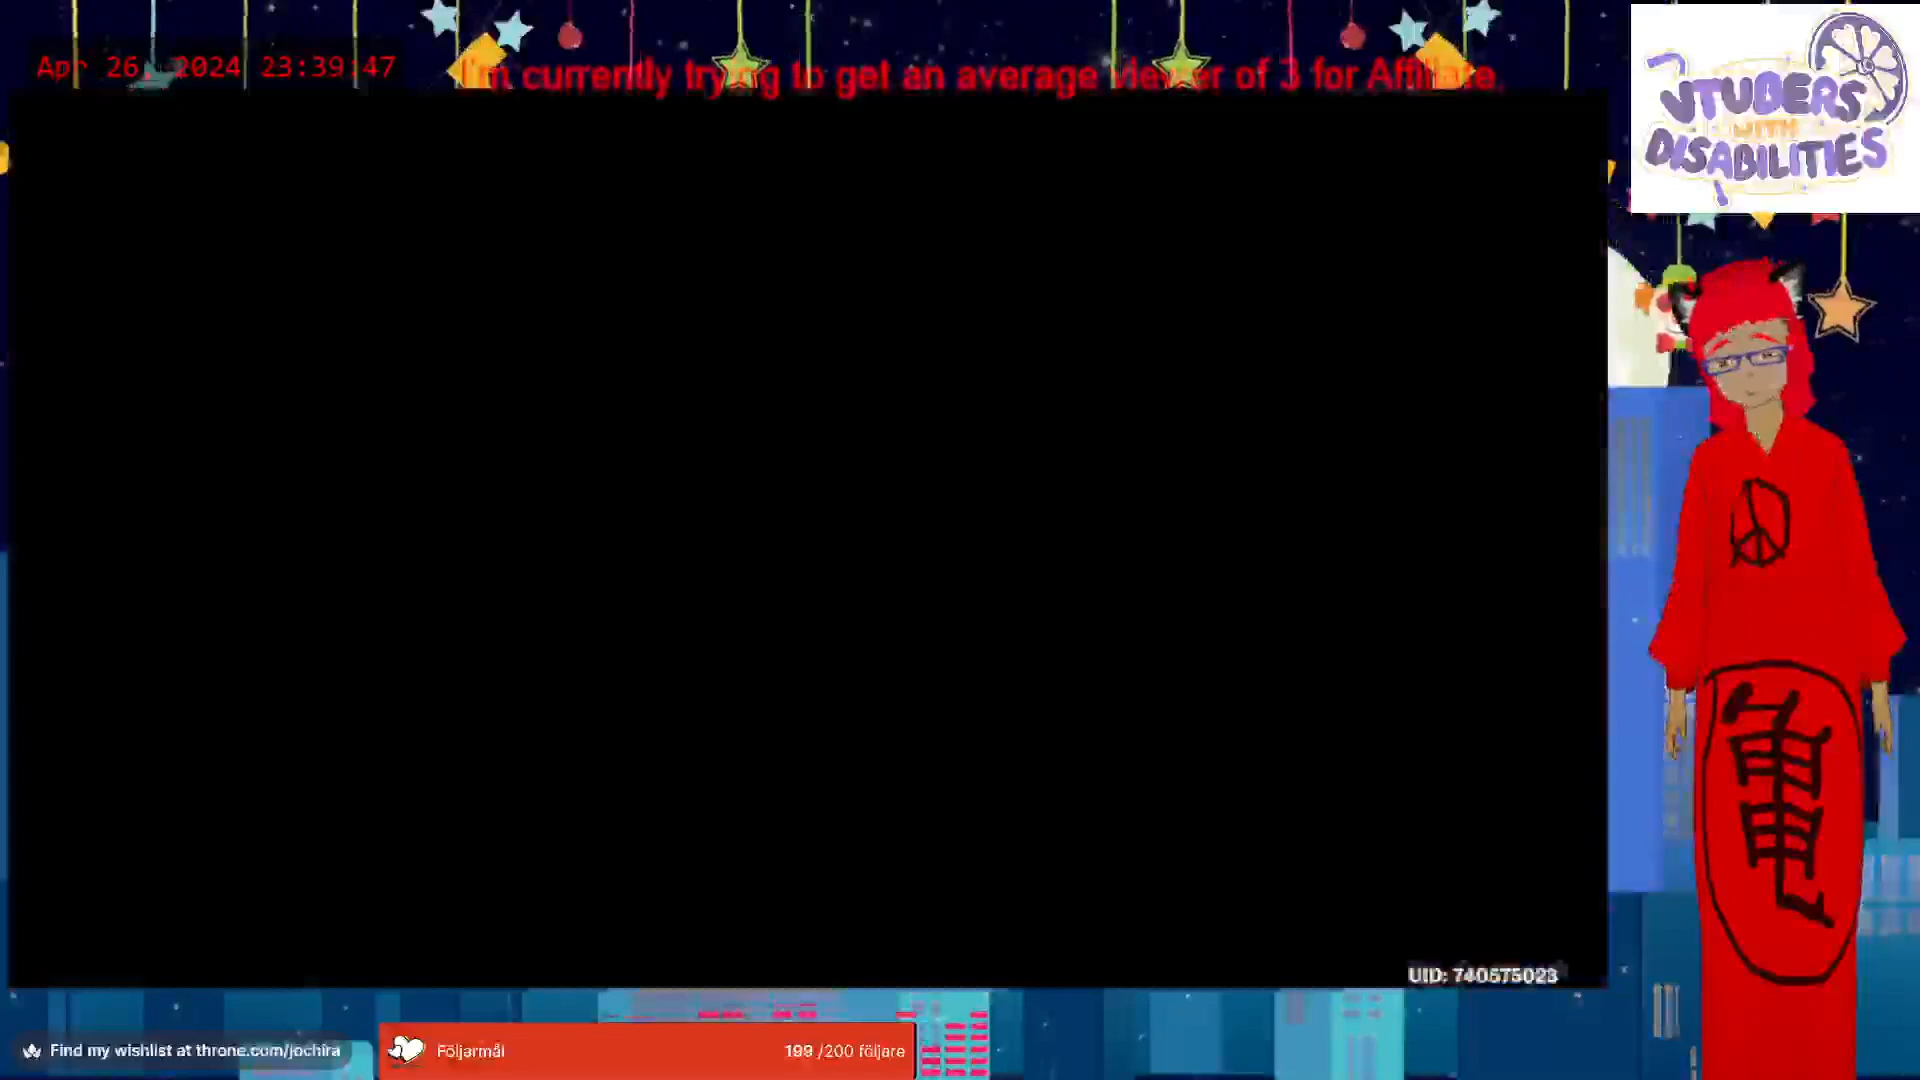 Apr 26, 2024 23:39:47
I'm currently trying to get an average viewer of 3 for Affiliate.
VTUBERS
WITH
DISABILITIES
亀
UID: 740575023
Find my wishlist at throne.com/jochira
Följarmål
199 /200 följare